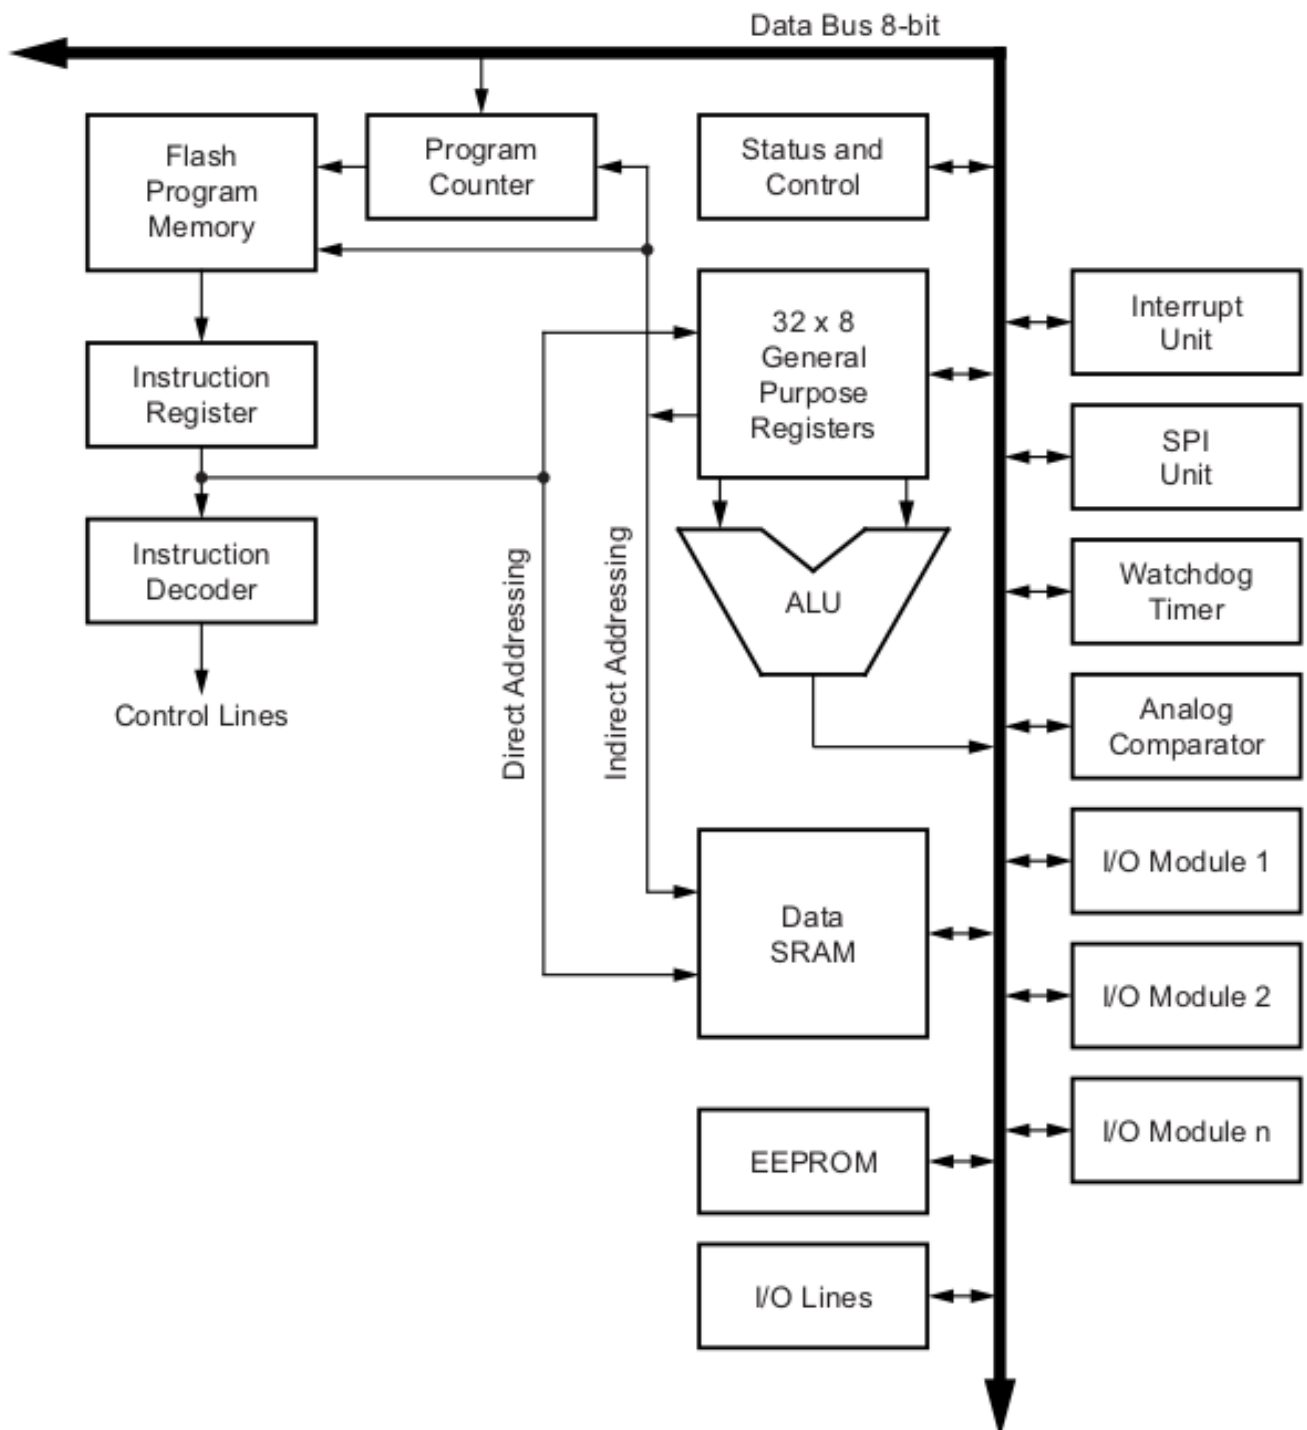 Data Bus 8-bit
Flash
Program
Memory
Program
Counter
Status and
Control
32 x 8
General
Purpose
Registers
Interrupt
Unit
Instruction
Register
SPI
Unit
Instruction
Decoder
Direct Addressing
Indirect Addressing
ALU
Watchdog
Timer
Control Lines
Analog
Comparator
Data
SRAM
I/O Module 1
I/O Module 2
EEPROM
I/O Module n
I/O Lines